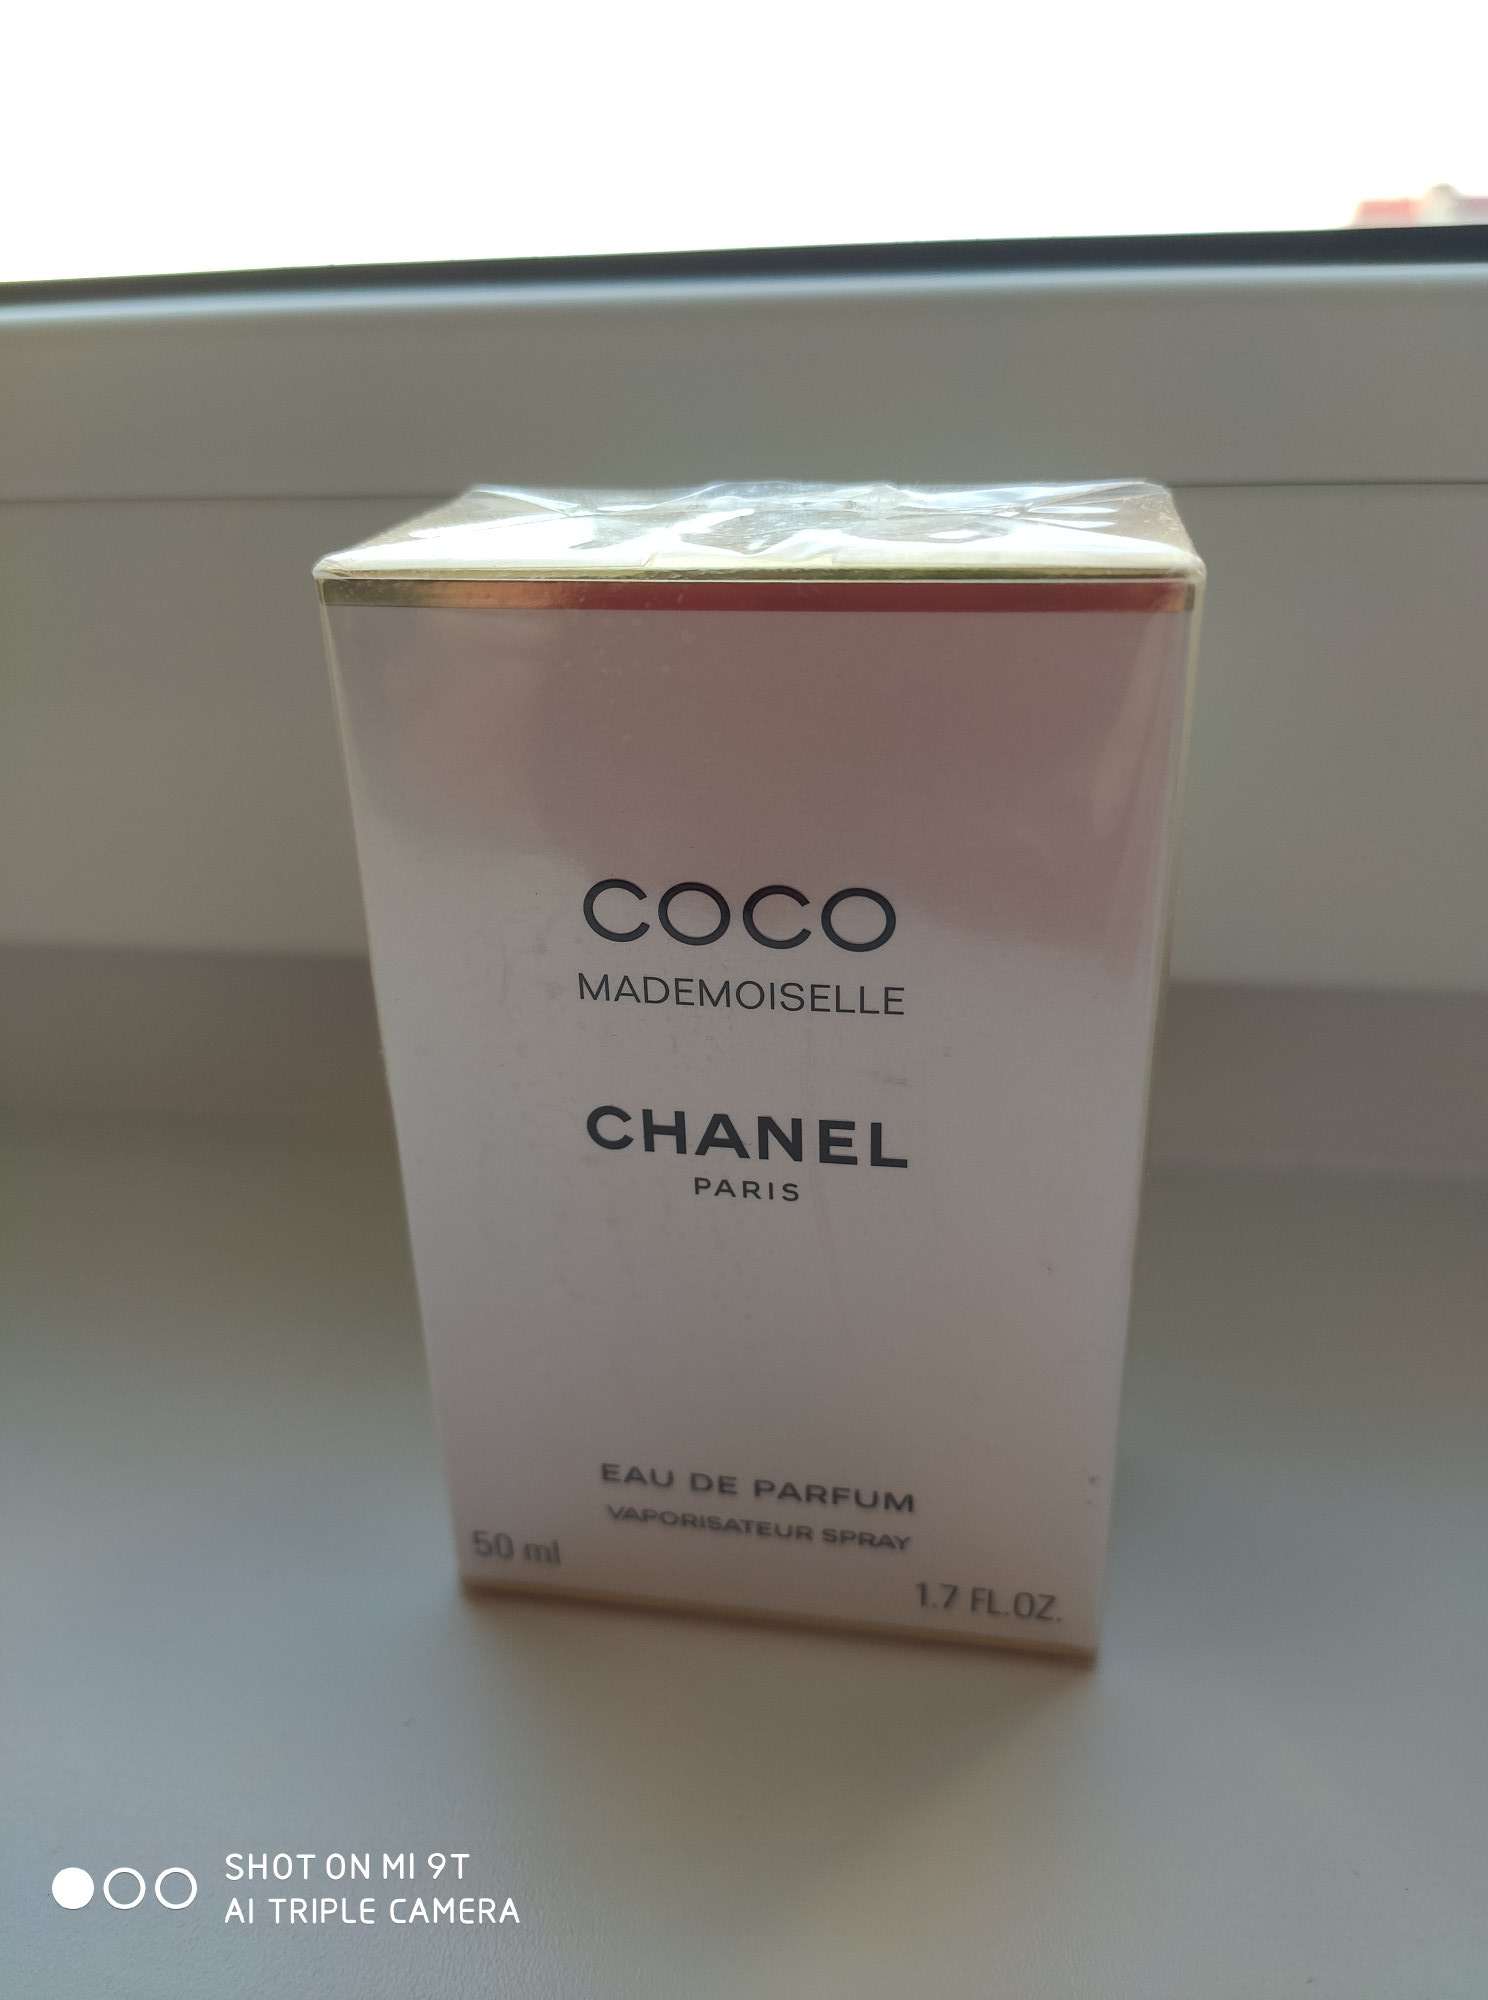 COCO
MADEMOISELLE
CHANEL
PARIS
EAU DE PARFUM
VAPORISATEUR SPRAY
50 ml
1.7 FL.OZ.
SHOT ON MI 9T
AI TRIPLE CAMERA